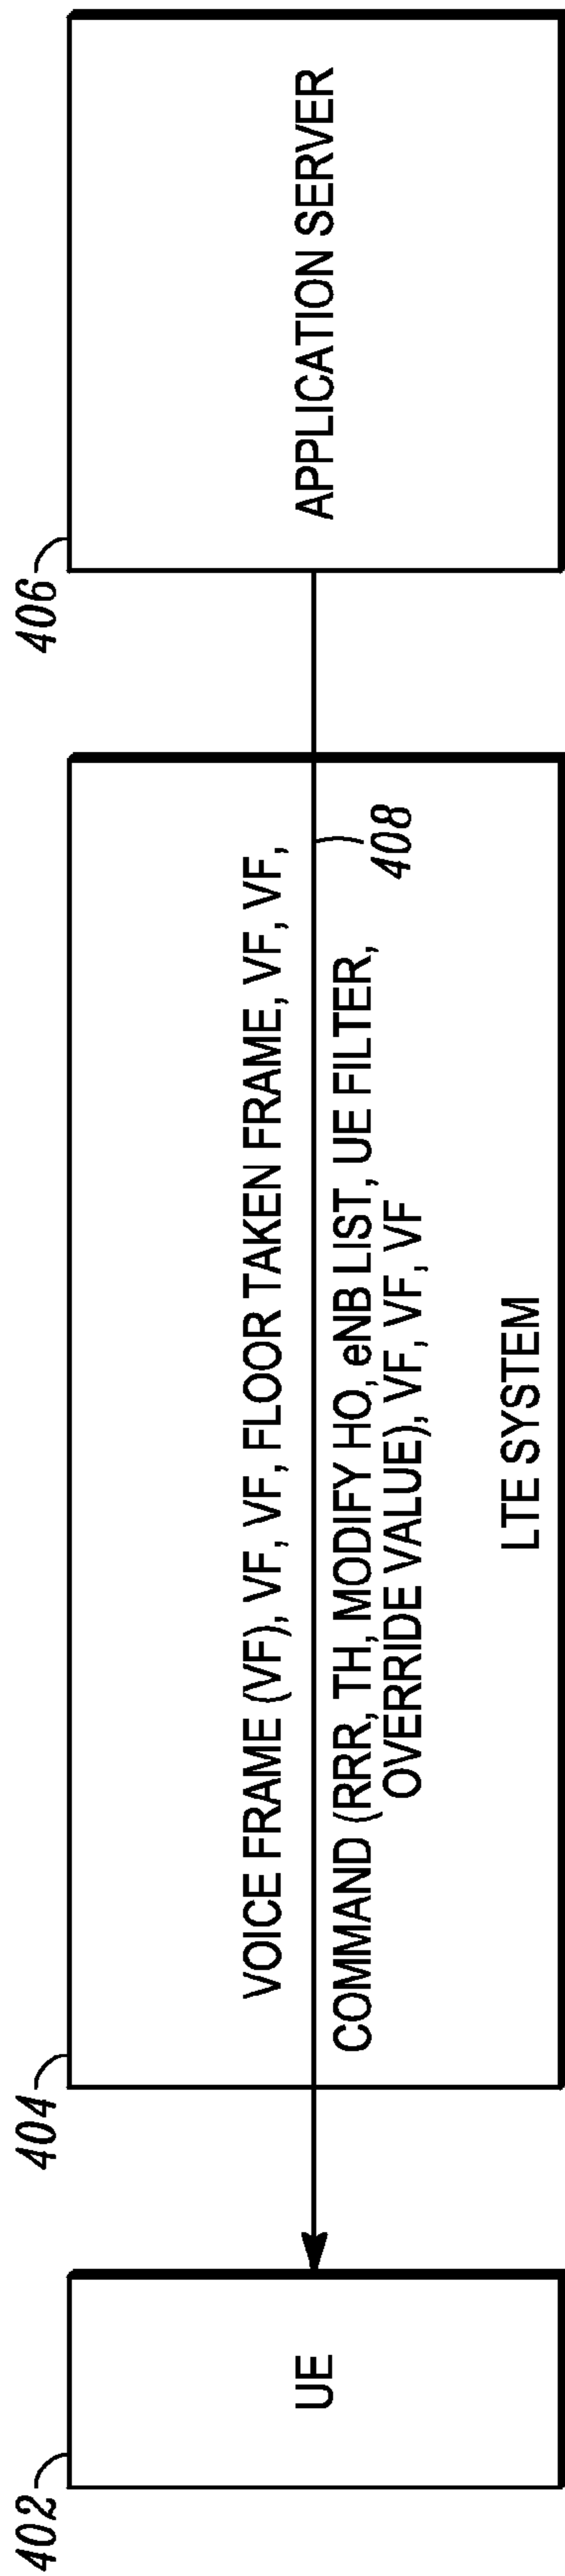 402
UE
404
VOICE FRAME (VF), VF, VF, FLOOR TAKEN FRAME, VF, VF,
COMMAND (RRR, TH, MODIFY HO, eNB LIST, UE FILTER,
OVERRIDE VALUE), VF, VF, VF
408
LTE SYSTEM
406
APPLICATION SERVER